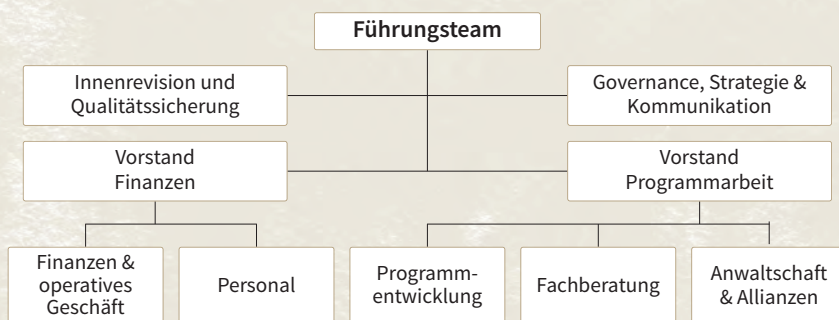 Führungsteam
Innenrevision und
Qualitätssicherung
Governance, Strategie &
Kommunikation
Vorstand
Finanzen
Vorstand
Programmarbeit
Finanzen &
operatives
Geschäft
Personal
Programm-
entwicklung
Fachberatung
Anwaltschaft
& Allianzen